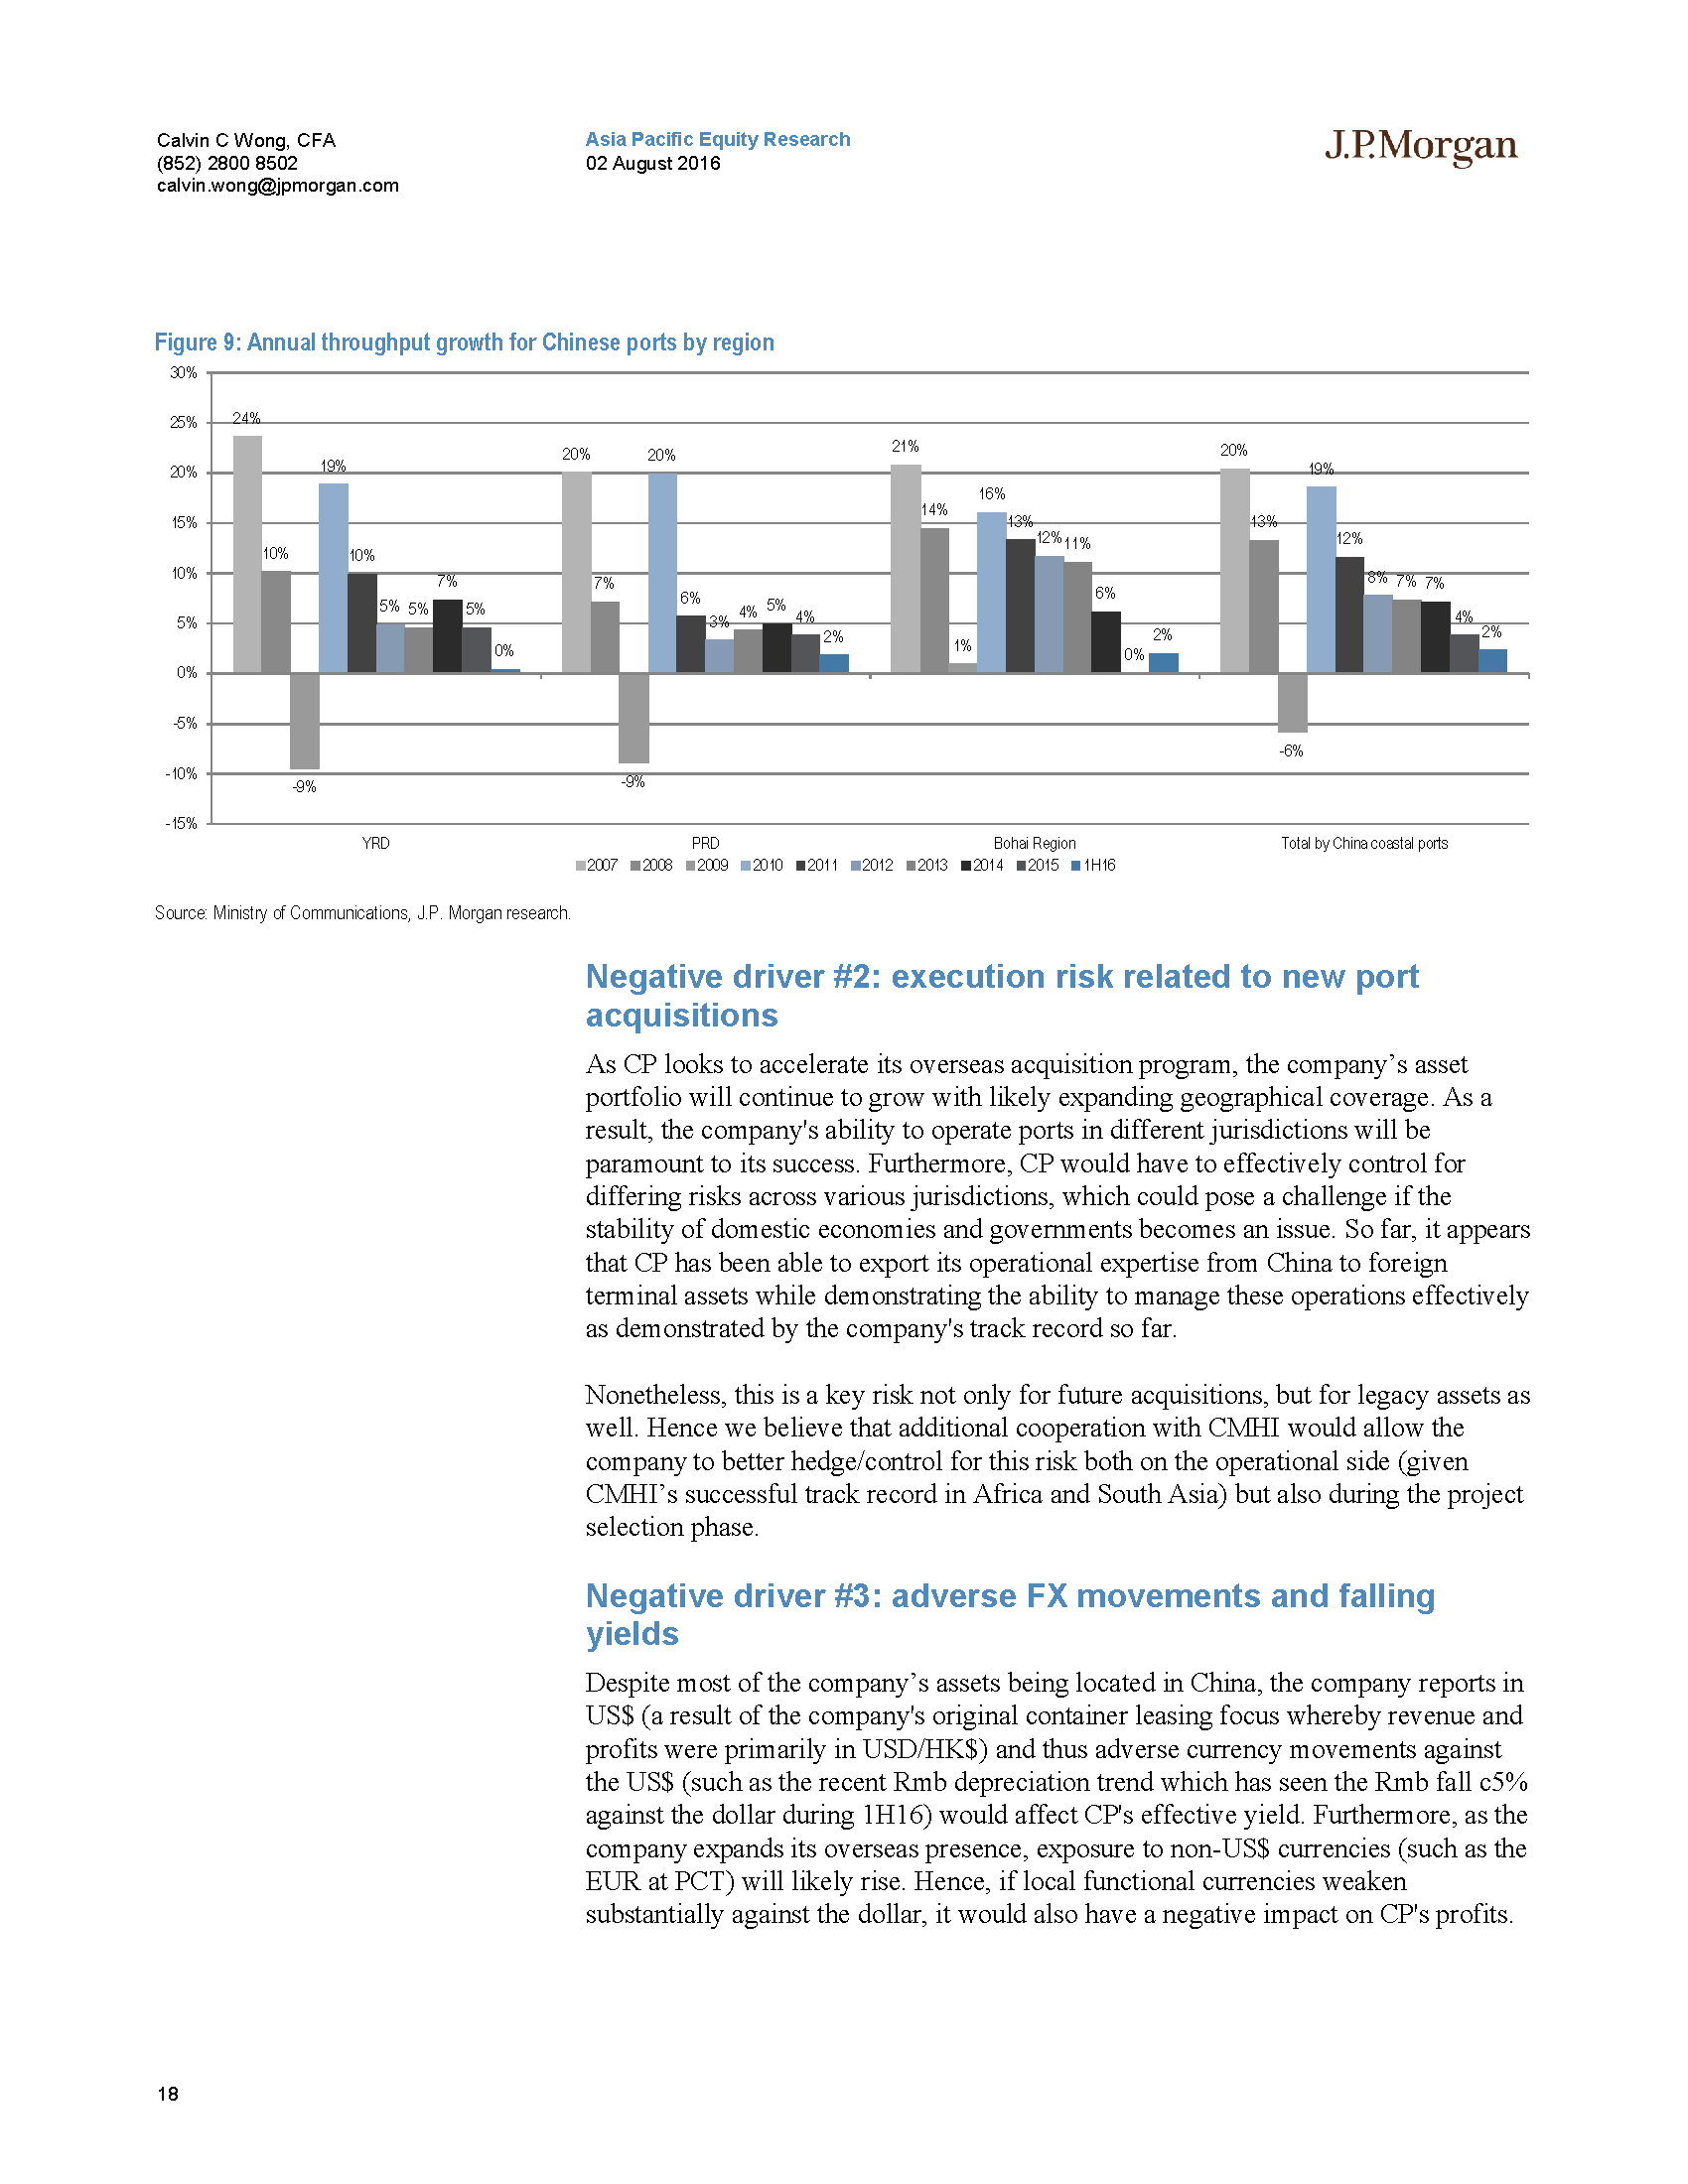 Calvin C Wong, CFA
(852) 2800 8502
calvin.wong@jpmorgan.com
Asia Pacific Equity Research
02 August 2016
J.P.Morgan
Figure 9: Annual throughput growth for Chinese ports by region
30%
25%
20%
15%
10%
5%
0%
-5%
-10%
-15%
24% 10% -9% 19% 10% 5% 5% 7% 5% 0%
20% 7% -9% 20% 6% 3% 4% 5% 4% 2%
21% 14% 1% 16% 13% 12% 11% 6% 0% 2%
20% 13% -6% 19% 12% 8% 7% 7% 4% 2%
YRD PRD Bohai Region Total by China coastal ports
2007 2008 2009 2010 2011 2012 2013 2014 2015 1H16
Source: Ministry of Communications, J.P. Morgan research.
Negative driver #2: execution risk related to new port
acquisitions
As CP looks to accelerate its overseas acquisition program, the company’s asset
portfolio will continue to grow with likely expanding geographical coverage. As a
result, the company's ability to operate ports in different jurisdictions will be
paramount to its success. Furthermore, CP would have to effectively control for
differing risks across various jurisdictions, which could pose a challenge if the
stability of domestic economies and governments becomes an issue. So far, it appears
that CP has been able to export its operational expertise from China to foreign
terminal assets while demonstrating the ability to manage these operations effectively
as demonstrated by the company's track record so far.
Nonetheless, this is a key risk not only for future acquisitions, but for legacy assets as
well. Hence we believe that additional cooperation with CMHI would allow the
company to better hedge/control for this risk both on the operational side (given
CMHI’s successful track record in Africa and South Asia) but also during the project
selection phase.
Negative driver #3: adverse FX movements and falling
yields
Despite most of the company’s assets being located in China, the company reports in
US$ (a result of the company's original container leasing focus whereby revenue and
profits were primarily in USD/HK$) and thus adverse currency movements against
the US$ (such as the recent Rmb depreciation trend which has seen the Rmb fall c5%
against the dollar during 1H16) would affect CP's effective yield. Furthermore, as the
company expands its overseas presence, exposure to non-US$ currencies (such as the
EUR at PCT) will likely rise. Hence, if local functional currencies weaken
substantially against the dollar, it would also have a negative impact on CP's profits.
18